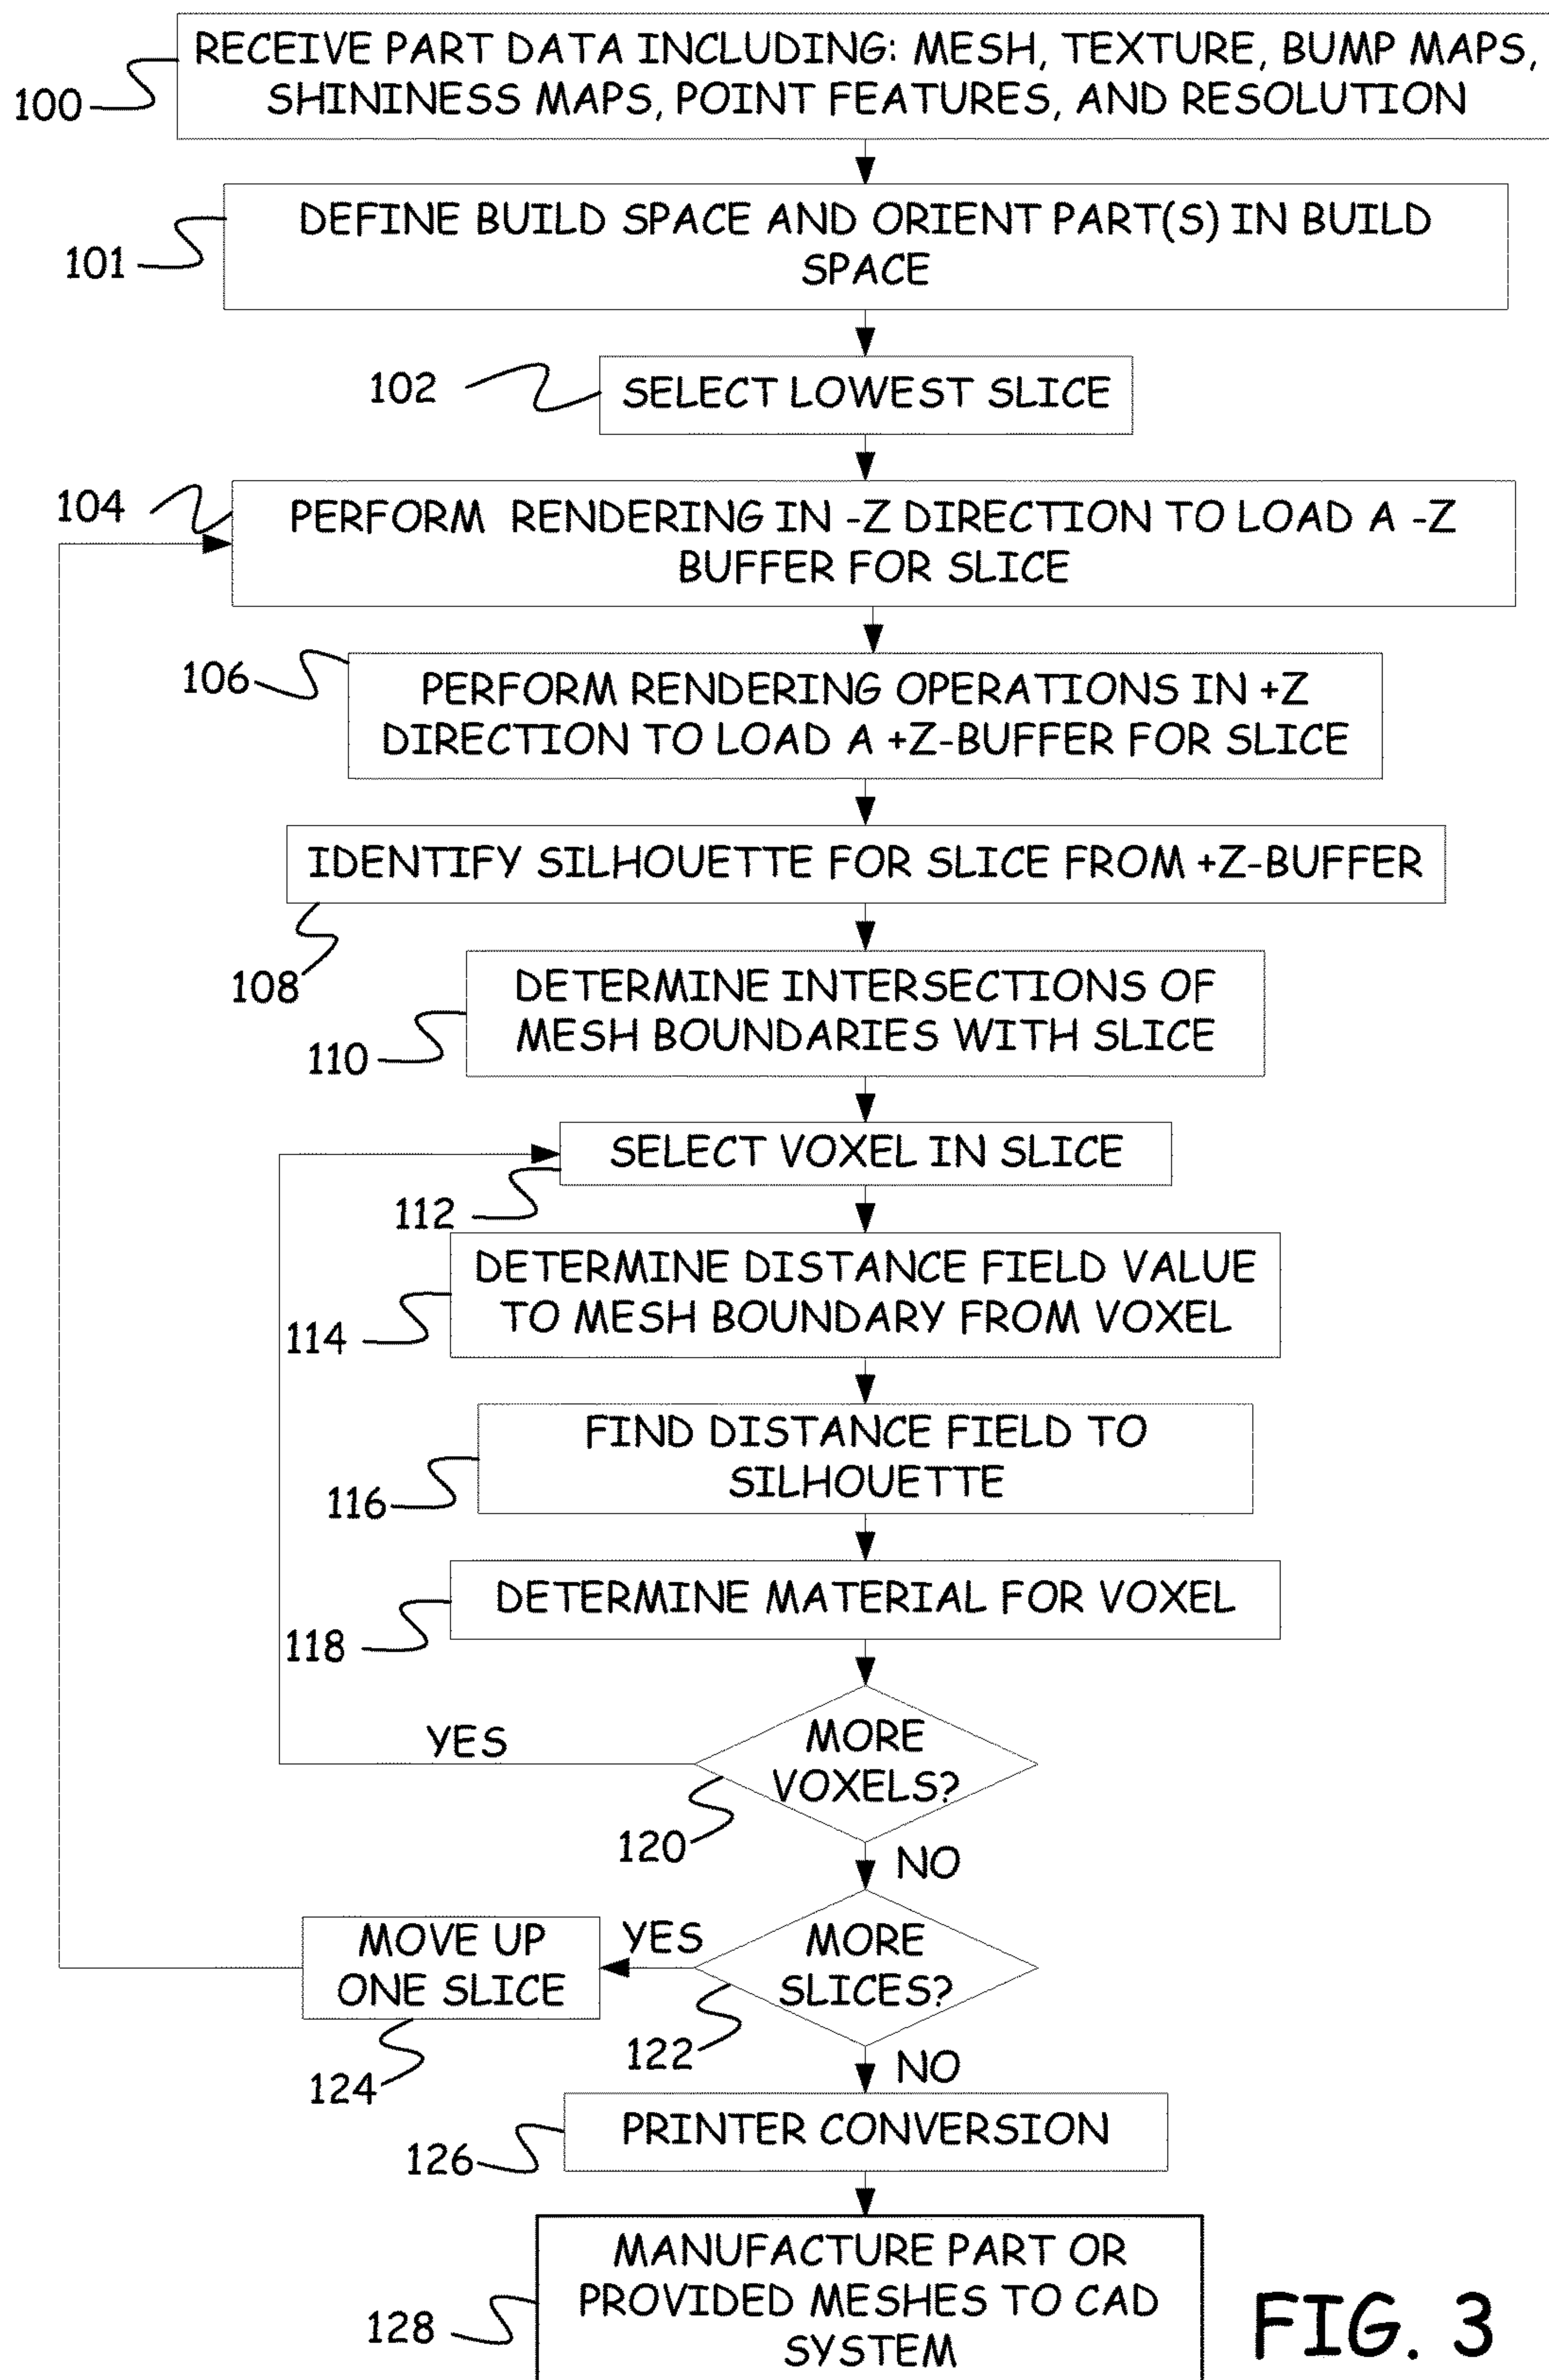 RECEIVE PART DATA INCLUDING: MESH, TEXTURE, BUMP MAPS,
SHININESS MAPS, POINT FEATURES, AND RESOLUTION
100
DEFINE BUILD SPACE AND ORIENT PART(S) IN BUILD
SPACE
101
102
SELECT LOWEST SLICE
104
PERFORM RENDERING IN -Z DIRECTION TO LOAD A -Z
BUFFER FOR SLICE
106
PERFORM RENDERING OPERATIONS IN +Z
DIRECTION TO LOAD A +Z-BUFFER FOR SLICE
IDENTIFY SILHOUETTE FOR SLICE FROM +Z-BUFFER
108
DETERMINE INTERSECTIONS OF
MESH BOUNDARIES WITH SLICE
110
SELECT VOXEL IN SLICE
112
DETERMINE DISTANCE FIELD VALUE
TO MESH BOUNDARY FROM VOXEL
114
FIND DISTANCE FIELD TO
SILHOUETTE
116
DETERMINE MATERIAL FOR VOXEL
118
MORE
VOXELS?
YES
120
NO
MORE
SLICES?
YES
MOVE UP
ONE SLICE
122
124
NO
PRINTER CONVERSION
126
MANUFACTURE PART OR
PROVIDED MESHES TO CAD
SYSTEM
128
FIG. 3